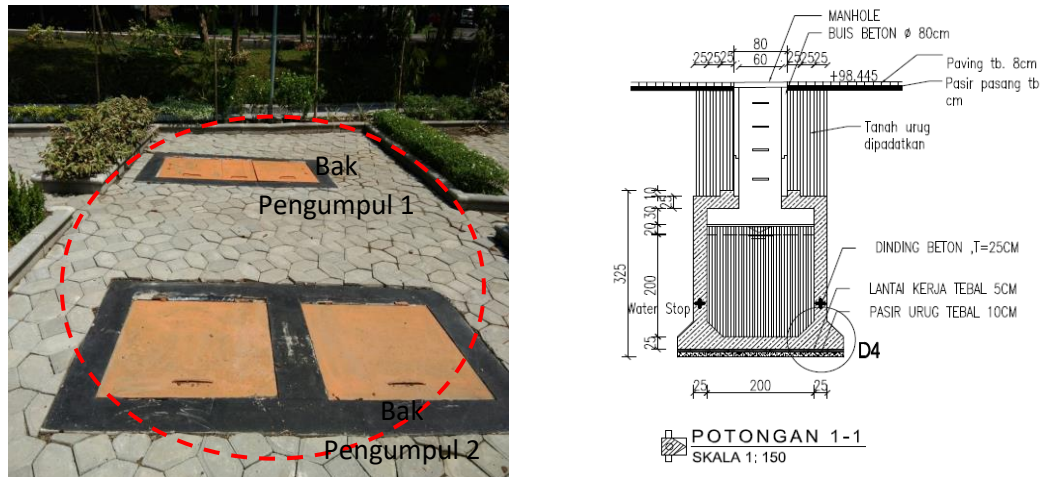 Bak
Pengumpul 1
Bak
Pengumpul 2
MANHOLE
BUIS BETON ϕ 80cm
80
25 25 25
60
25 25 25
+98.445
Paving tb. 8cm
Pasir pasang tb
cm
Tanah urug
dipadatkan
10
25
30
30
20
325
200
25
DINDING BETON ,T=25CM
LANTAI KERJA TEBAL 5CM
PASIR URUG TEBAL 10CM
Water Stop
D4
25
200
25
POTONGAN 1-1
SKALA 1; 150